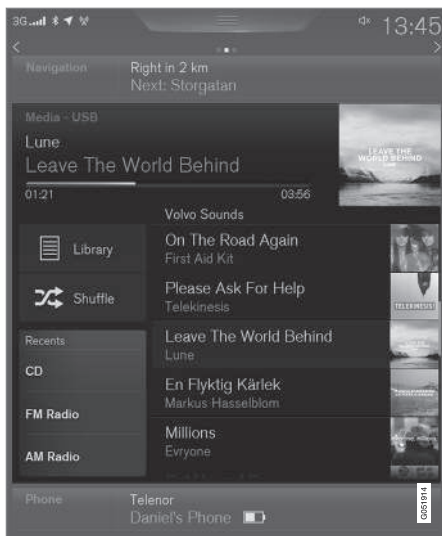 3G 13:45
Navigation
Right in 2 km
Next: Storgatan
Media - USB
Lune
Leave The World Behind
01:21 03:56
LEAVE THE
WORLD BEHIND
LUNE
Volvo Sounds
Library
Shuffle
On The Road Again
First Aid Kit
Please Ask For Help
Telekinesis
TELEKINESIS!
Leave The World Behind
Lune
En Flyktig Kärlek
Markus Hasselblom
Millions
Evryone
Recents
CD
FM Radio
AM Radio
Phone
Telenor
Daniel's Phone
G051914